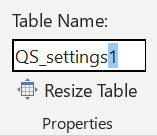 Table Name:
QS_settings1
Resize Table
Properties